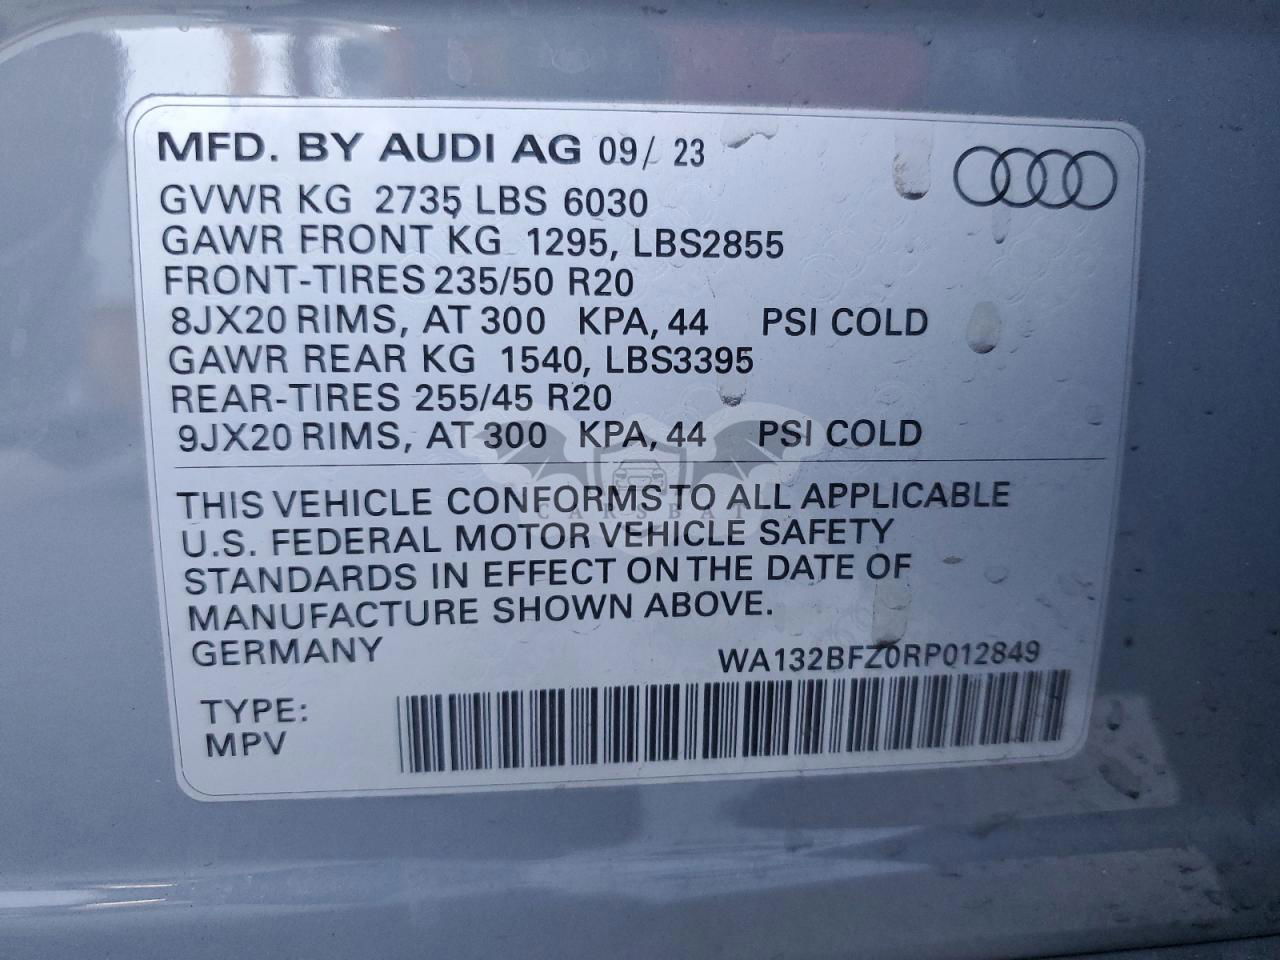 MFD. BY AUDI AG 09/ 23
GVWR KG 2735 LBS 6030
GAWR FRONT KG 1295, LBS2855
FRONT-TIRES 235/50 R20
8JX20 RIMS, AT 300 KPA, 44 PSI COLD
GAWR REAR KG 1540, LBS3395
REAR-TIRES 255/45 R20
9JX20 RIMS, AT 300 KPA, 44 PSI COLD
THIS VEHICLE CONFORMS TO ALL APPLICABLE
U.S. FEDERAL MOTOR VEHICLE SAFETY
STANDARDS IN EFFECT ON THE DATE OF
MANUFACTURE SHOWN ABOVE.
GERMANY
WA132BFZ0RP012849
TYPE:
MPV
CARSBAT